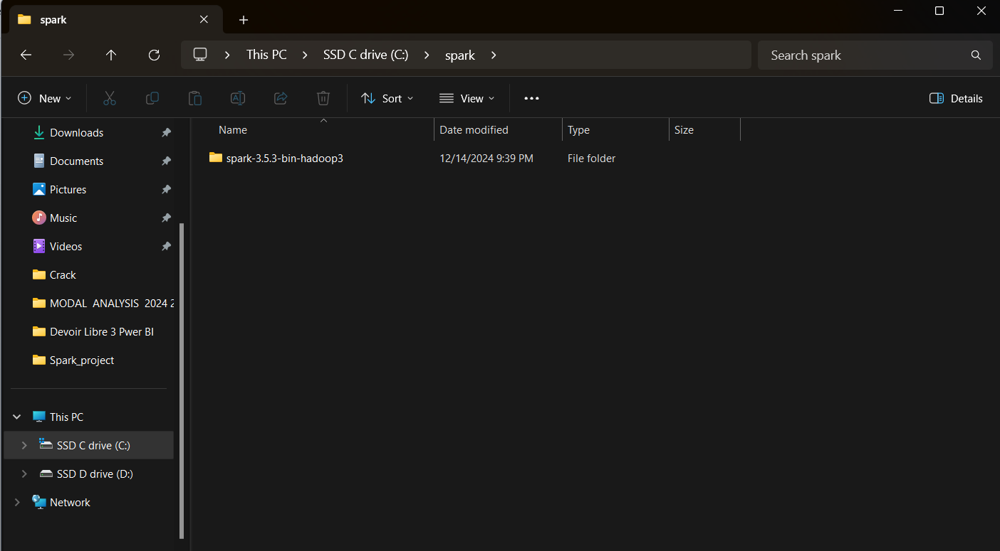 spark
This PC SSD C drive (C:) spark
Search spark
New Sort View Details
Name Date modified Type Size
spark-3.5.3-bin-hadoop3 12/14/2024 9:39 PM File folder
Downloads
Documents
Pictures
Music
Videos
Crack
MODAL ANALYSIS 2024 2
Devoir Libre 3 Pwer BI
Spark_project
This PC
SSD C drive (C:)
SSD D drive (D:)
Network